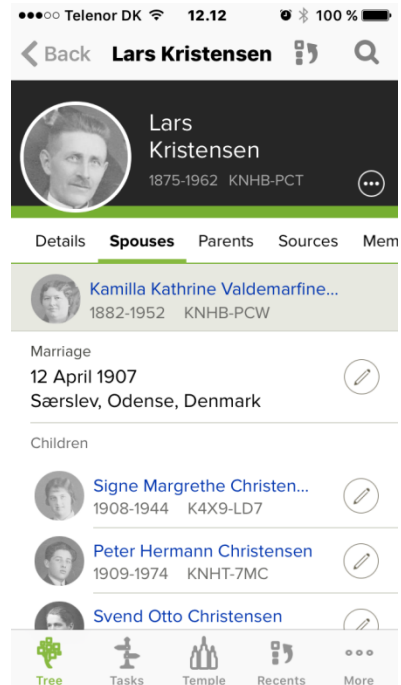 Telenor DK 12.12 100 %
Back Lars Kristensen
Lars
Kristensen
1875-1962 KNHB-PCT
Details Spouses Parents Sources Mem
Kamilla Kathrine Valdemarfine...
1882-1952 KNHB-PCW
Marriage
12 April 1907
Særslev, Odense, Denmark
Children
Signe Margrethe Christen...
1908-1944 K4X9-LD7
Peter Hermann Christensen
1909-1974 KNHT-7MC
Svend Otto Christensen
Tree Tasks Temple Recents More